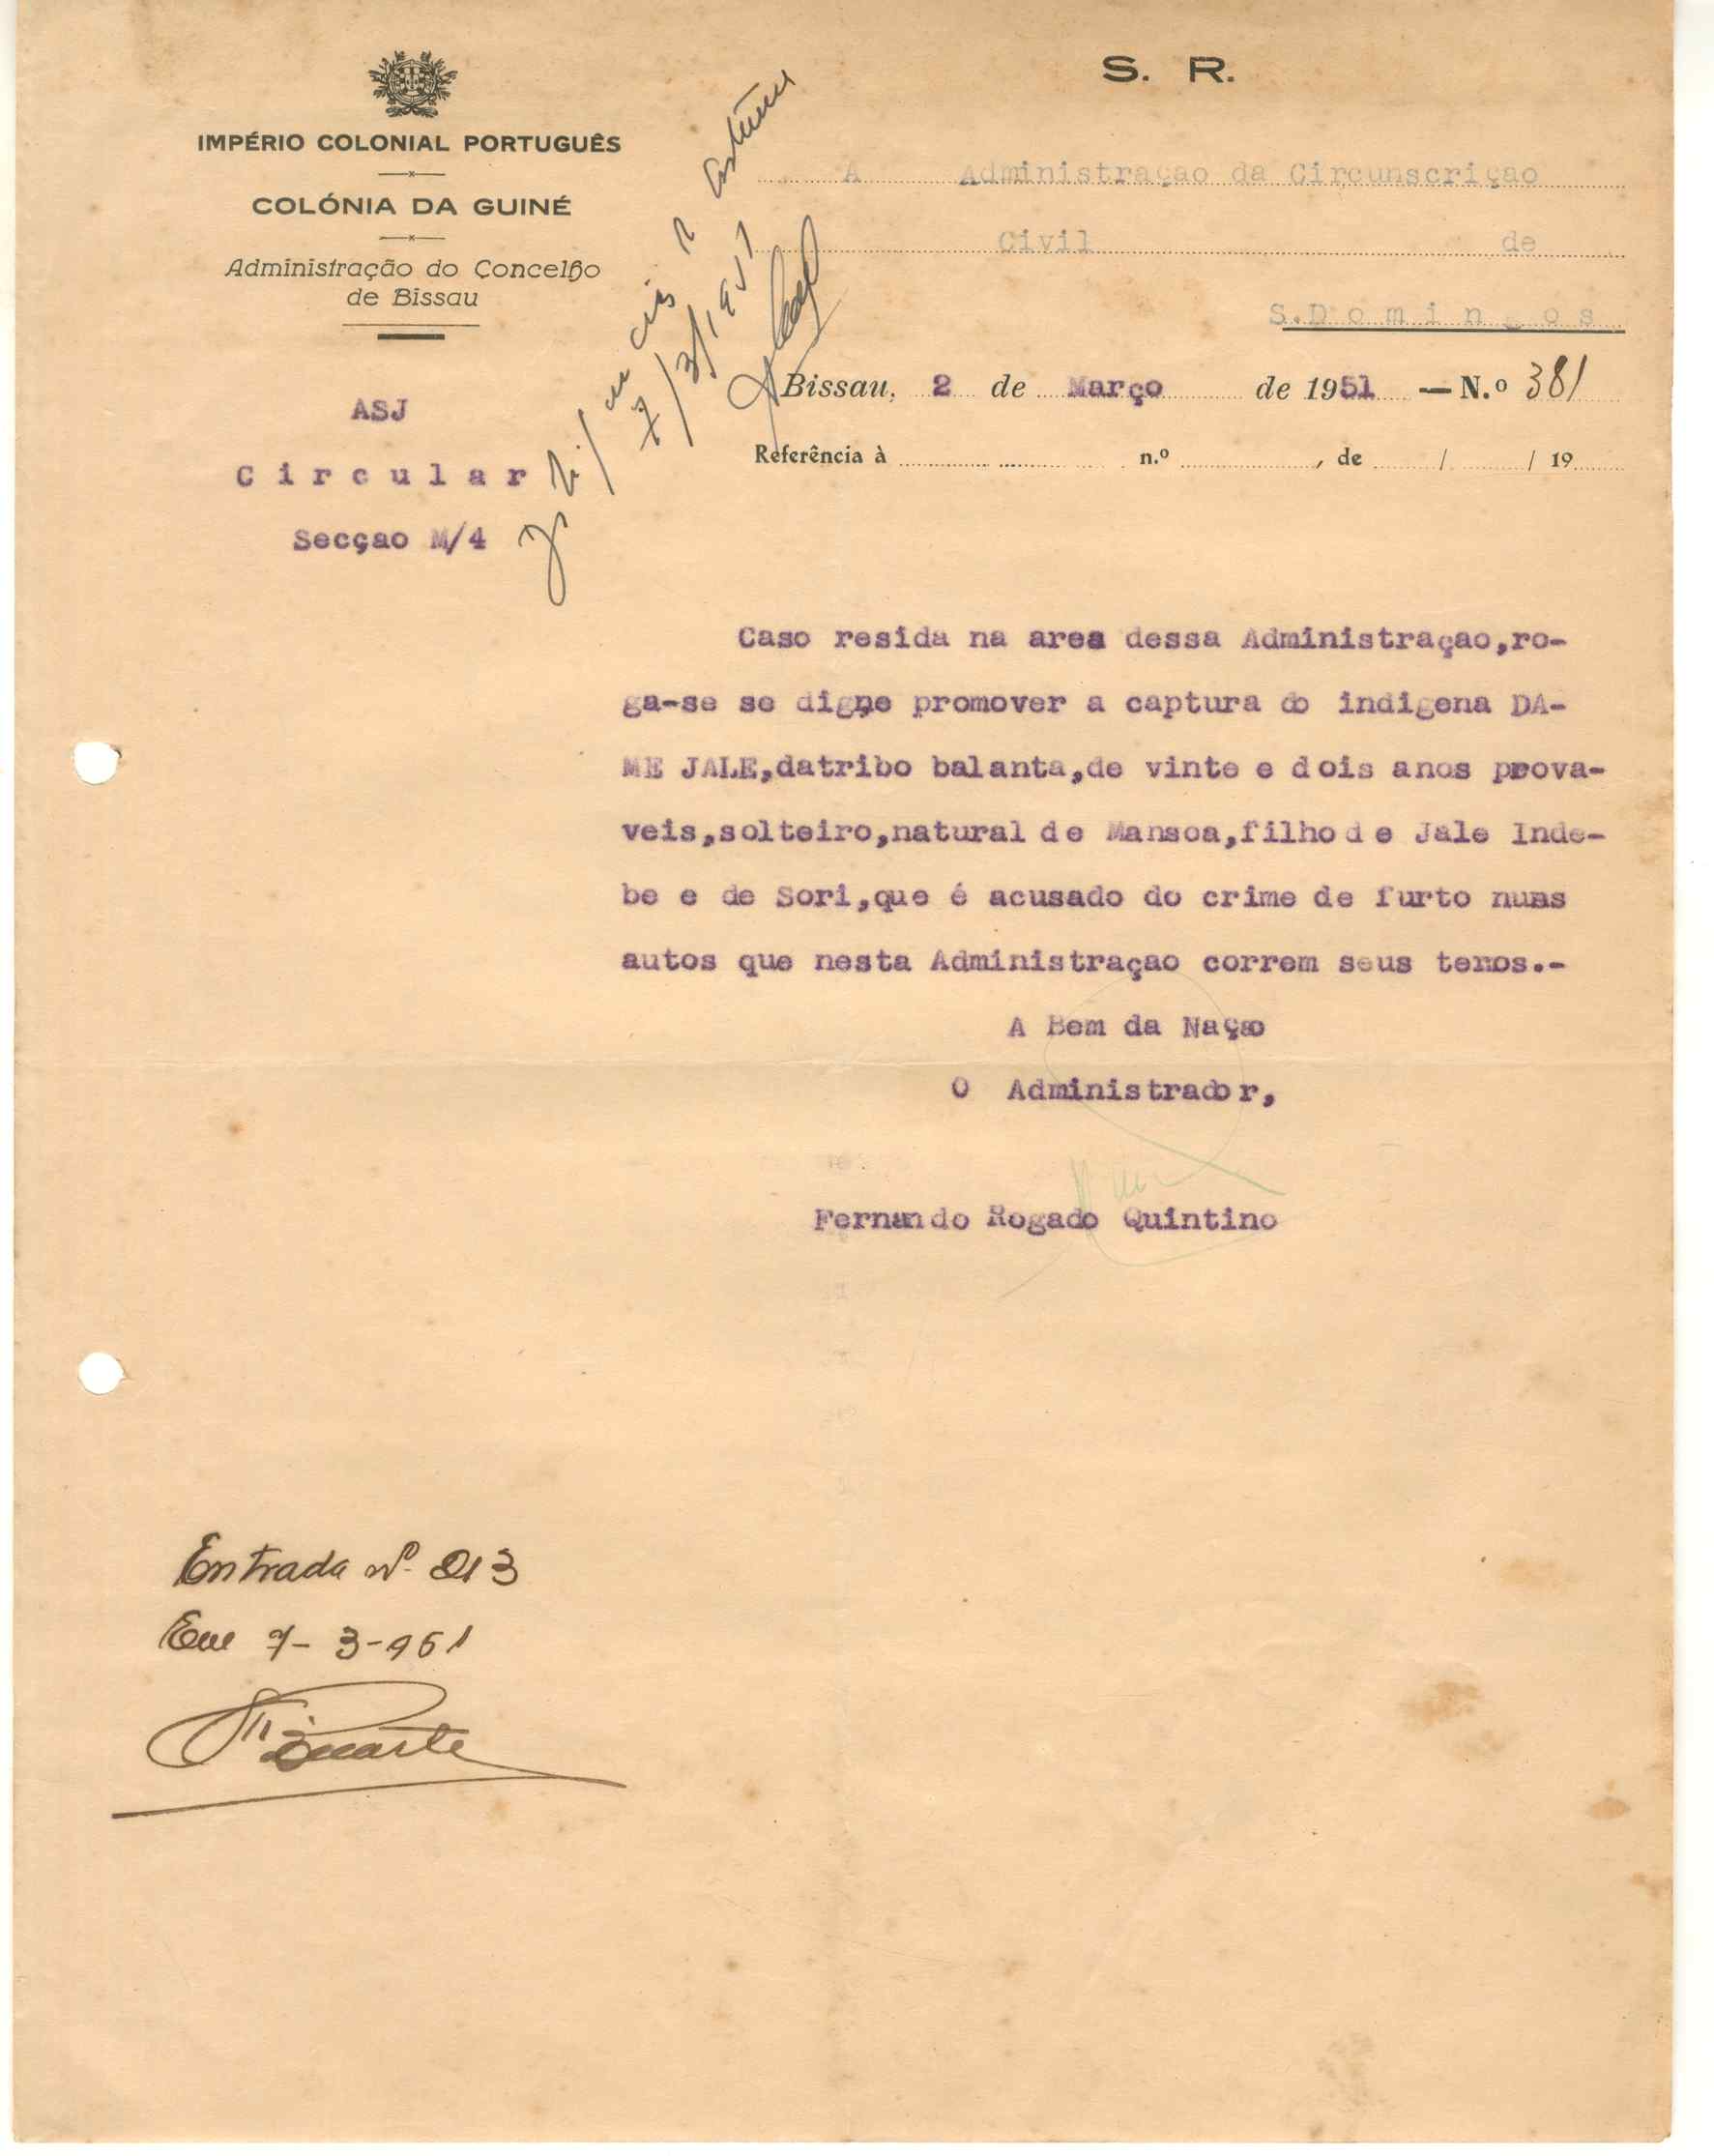 S. R.
IMPÉRIO COLONIAL PORTUGUÊS
COLÓNIA DA GUINÉ
Administração do Concelho
de Bissau
A Administraçao da Circunscriçao
Civil de
S.Domingos
Bissau, 2 de Março de 1951 — N.º 381
Referência à n.º , de / / 19
ASJ
Circular
Secçao M/4
7/3/1951
Caso resida na area dessa Administraçao,ro-
ga-se se digne promover a captura do indigena DA-
ME JALE,datribo balanta,de vinte e dois anos prova-
veis,solteiro,natural de Mansoa,filho de Jale Inde-
be e de Sori,que é acusado do crime de furto nuns
autos que nesta Administraçao correm seus temos.-
A Bem da Naçao
O Administrador,
Fernando Rogado Quintino
Entrada nº 213
Em 7-3-951
Duarte